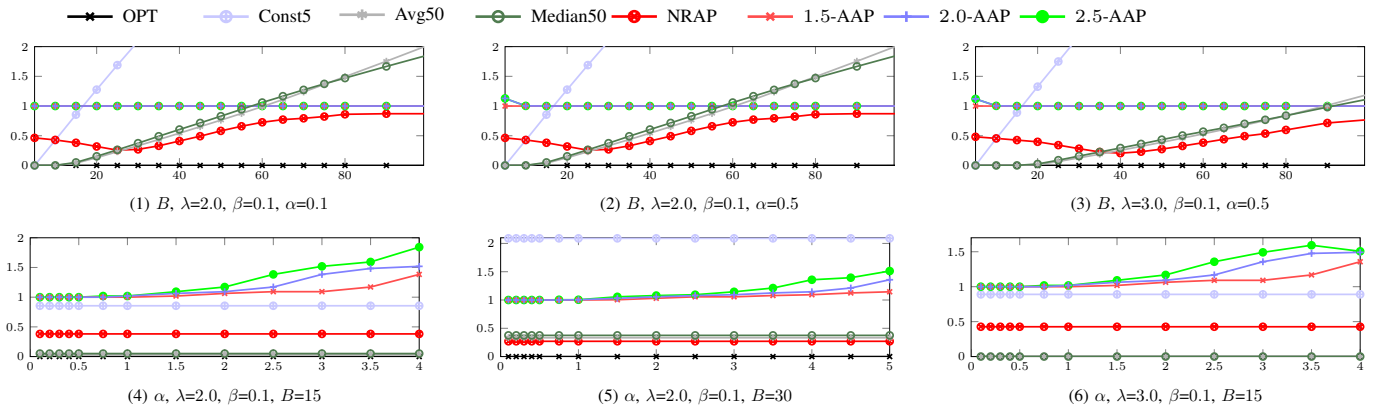 OPT Const5 Avg50 Median50 NRAP 1.5-AAP 2.0-AAP 2.5-AAP
2 2 2
1.5 1.5 1.5
1 1 1
0.5 0.5 0.5
0 0 0
20 40 60 80 20 40 60 80 20 40 60 80
(1) B, λ=2.0, β=0.1, α=0.1 (2) B, λ=2.0, β=0.1, α=0.5 (3) B, λ=3.0, β=0.1, α=0.5
2 2 1.5
1.5 1.5 1
1 1 0.5
0.5 0.5 0
0 0
0 0.5 1 1.5 2 2.5 3 3.5 4 0 1 2 3 4 5 0 0.5 1 1.5 2 2.5 3 3.5 4
(4) α, λ=2.0, β=0.1, B=15 (5) α, λ=2.0, β=0.1, B=30 (6) α, λ=3.0, β=0.1, B=15